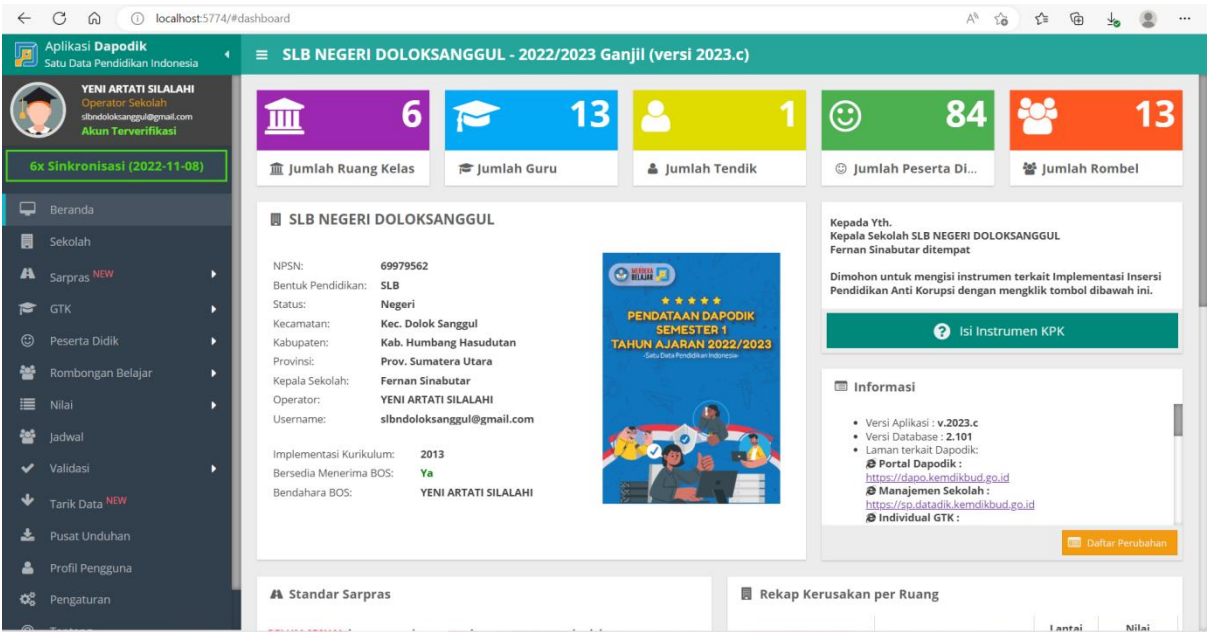 localhost:5774/#dashboard
Aplikasi Dapodik
Satu Data Pendidikan Indonesia
SLB NEGERI DOLOKSANGGUL - 2022/2023 Ganjil (versi 2023.c)
YENI ARTATI SILALAHI
Operator Sekolah
slbndoloksanggul@gmail.com
Akun Terverifikasi
6x Sinkronisasi (2022-11-08)
Beranda
Sekolah
Sarpras NEW
GTK
Peserta Didik
Rombongan Belajar
Nilai
Jadwal
Validasi
Tarik Data NEW
Pusat Unduhan
Profil Pengguna
Pengaturan
6
Jumlah Ruang Kelas
13
Jumlah Guru
1
Jumlah Tendik
84
Jumlah Peserta Di...
13
Jumlah Rombel
SLB NEGERI DOLOKSANGGUL
NPSN: 69979562
Bentuk Pendidikan: SLB
Status: Negeri
Kecamatan: Kec. Dolok Sanggul
Kabupaten: Kab. Humbang Hasudutan
Provinsi: Prov. Sumatera Utara
Kepala Sekolah: Fernan Sinabutar
Operator: YENI ARTATI SILALAHI
Username: slbndoloksanggul@gmail.com
Implementasi Kurikulum: 2013
Bersedia Menerima BOS: Ya
Bendahara BOS: YENI ARTATI SILALAHI
MERDEKA
BELAJAR
PENDATAAN DAPODIK
SEMESTER 1
TAHUN AJARAN 2022/2023
-Satu Data Pendidikan Indonesia-
Kepada Yth.
Kepala Sekolah SLB NEGERI DOLOKSANGGUL
Fernan Sinabutar ditempat
Dimohon untuk mengisi instrumen terkait Implementasi Insersi
Pendidikan Anti Korupsi dengan mengklik tombol dibawah ini.
Isi Instrumen KPK
Informasi
Versi Aplikasi : v.2023.c
Versi Database : 2.101
Laman terkait Dapodik:
Portal Dapodik :
https://dapo.kemdikbud.go.id
Manajemen Sekolah :
https://sp.datadik.kemdikbud.go.id
Individual GTK :
Daftar Perubahan
Standar Sarpras
Rekap Kerusakan per Ruang
Lantai Nilai